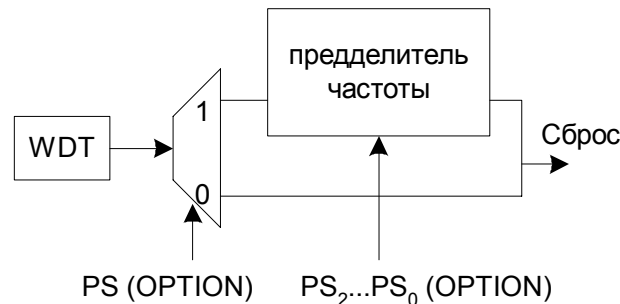 предделитель
частоты
1
WDT
Сброс
0
PS (OPTION)
PS₂...PS₀ (OPTION)